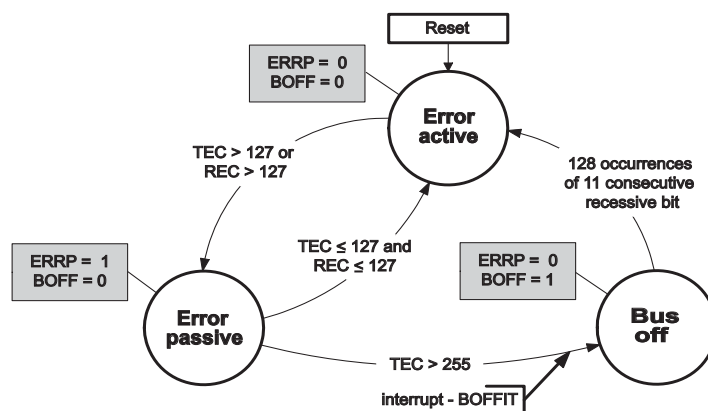 Reset
ERRP = 0
BOFF = 0
Error
active
TEC > 127 or
REC > 127
128 occurrences
of 11 consecutive
recessive bit
TEC ≤ 127 and
REC ≤ 127
ERRP = 1
BOFF = 0
ERRP = 0
BOFF = 1
Error
passive
Bus
off
TEC > 255
interrupt - BOFFIT